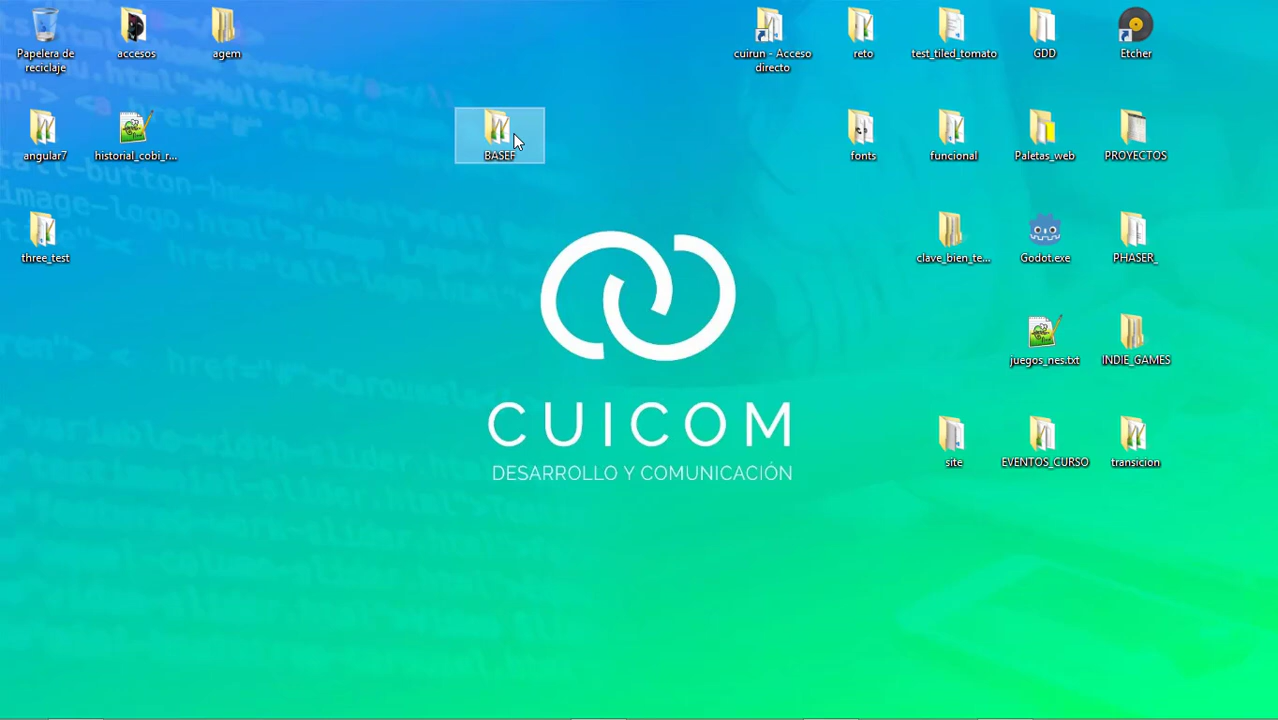 Papelera de
reciclaje
accesos
agem
cuirun - Acceso
directo
reto
test_tiled_tomato
GDD
Etcher
angular7
historial_cobi_r...
BASEF
fonts
funcional
Paletas_web
PROYECTOS
three_test
clave_bien_te...
Godot.exe
PHASER_
juegos_nes.txt
INDIE_GAMES
CUICOM
DESARROLLO Y COMUNICACIÓN
site
EVENTOS_CURSO
transicion